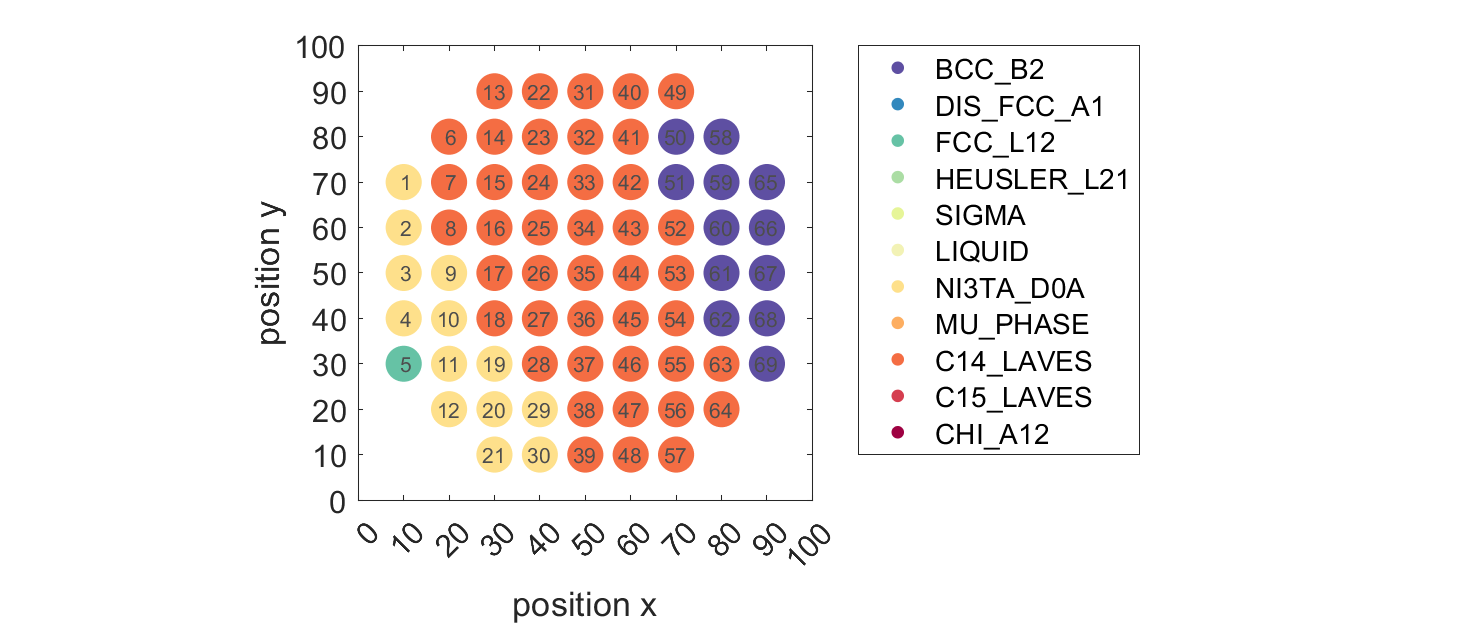 100
90
80
70
60
50
40
30
20
10
0
position y
13 22 31 40 49
6 14 23 32 41 50 58
1 7 15 24 33 42 51 59 65
2 8 16 25 34 43 52 60 66
3 9 17 26 35 44 53 61 67
4 10 18 27 36 45 54 62 68
5 11 19 28 37 46 55 63 69
12 20 29 38 47 56 64
21 30 39 48 57
0 10 20 30 40 50 60 70 80 90 100
position x
BCC_B2
DIS_FCC_A1
FCC_L12
HEUSLER_L21
SIGMA
LIQUID
NI3TA_D0A
MU_PHASE
C14_LAVES
C15_LAVES
CHI_A12